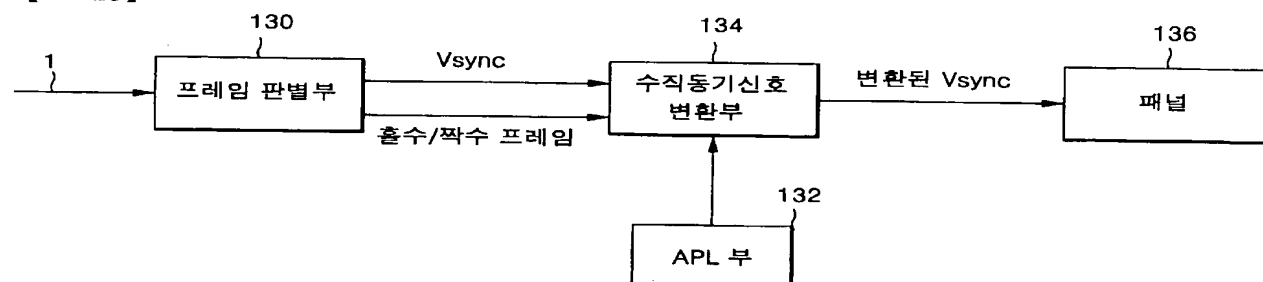 130
134
136
1
Vsync
프레임 판별부
수직동기신호
변환부
변환된 Vsync
패널
홀수/짝수 프레임
132
APL 부